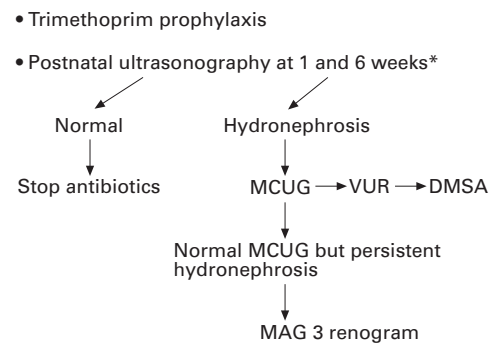 • Trimethoprim prophylaxis
• Postnatal ultrasonography at 1 and 6 weeks*
Normal
Hydronephrosis
Stop antibiotics
MCUG
VUR
DMSA
Normal MCUG but persistent
hydronephrosis
MAG 3 renogram